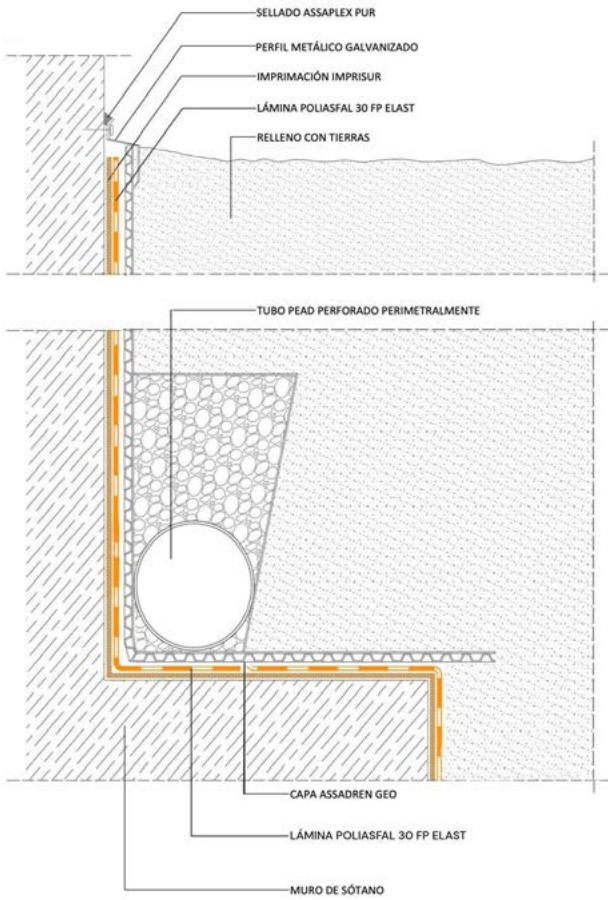 SELLADO ASSAPLEX PUR
PERFIL METÁLICO GALVANIZADO
IMPRIMACIÓN IMPRISUR
LÁMINA POLIASFAL 30 FP ELAST
RELLENO CON TIERRAS
TUBO PEAD PERFORADO PERIMETRALMENTE
CAPA ASSADREN GEO
LÁMINA POLIASFAL 30 FP ELAST
MURO DE SÓTANO